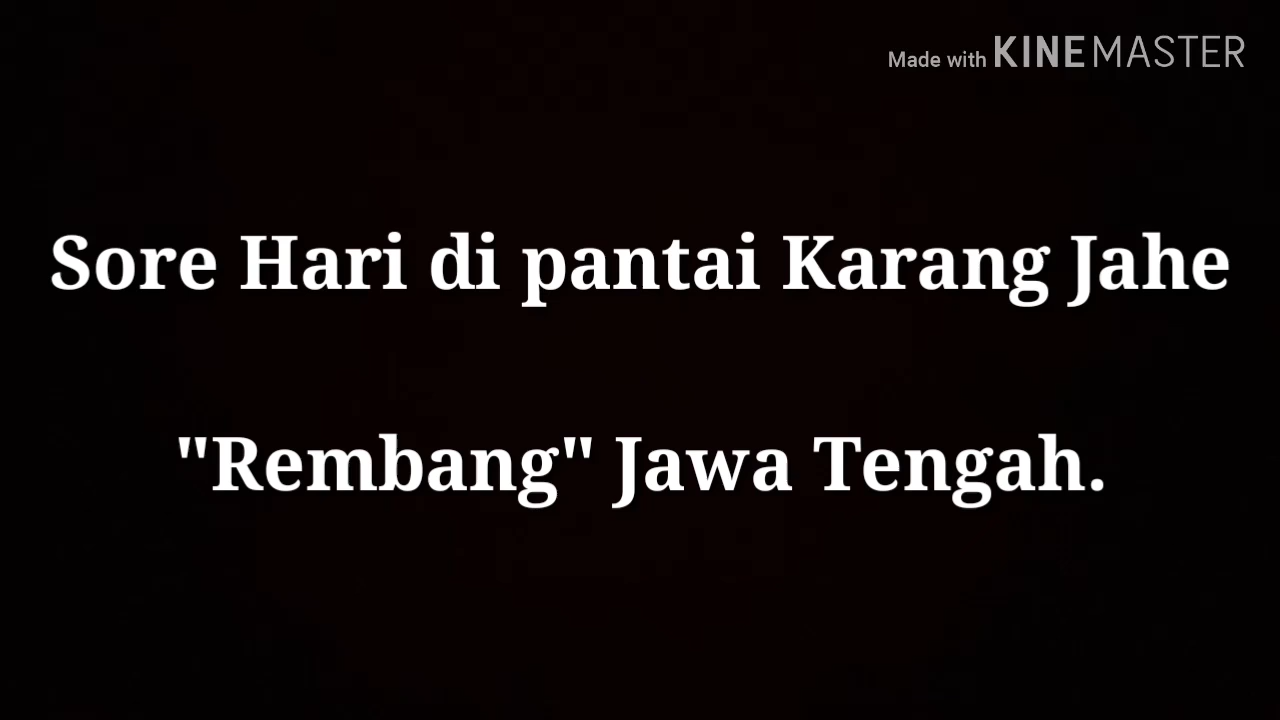 Made with KINEMASTER
Sore Hari di pantai Karang Jahe
"Rembang" Jawa Tengah.